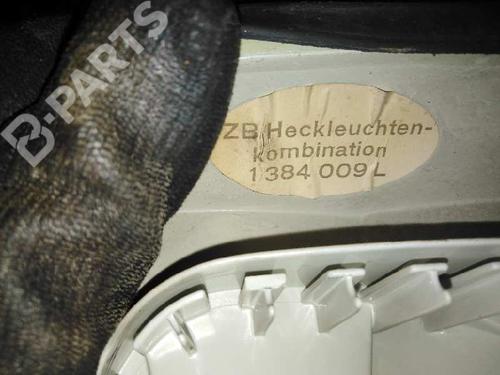 B-PARTS
ZB Heckleuchten-
kombination
1 384 009 L